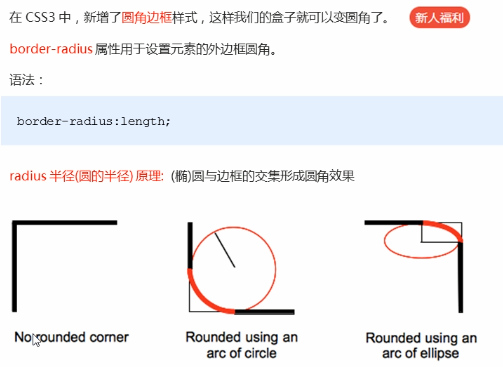 在 CSS3 中，新增了圆角边框样式，这样我们的盒子就可以变圆角了。 新人福利
border-radius 属性用于设置元素的外边框圆角。
语法：
border-radius:length;
radius 半径(圆的半径) 原理: (椭)圆与边框的交集形成圆角效果
No rounded corner
Rounded using an
arc of circle
Rounded using an
arc of ellipse